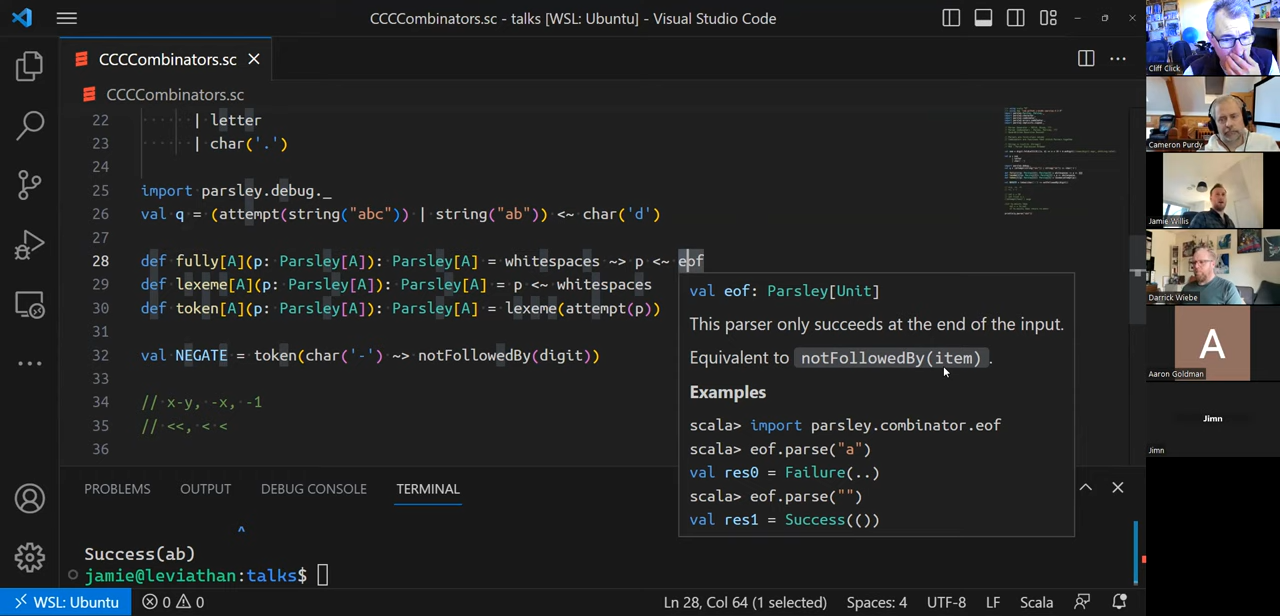 CCCCombinators.sc - talks [WSL: Ubuntu] - Visual Studio Code
CCCCombinators.sc
CCCCombinators.sc
22 | letter
23 | char('.')
24
25 import parsley.debug._
26 val q = (attempt(string("abc")) | string("ab")) <~ char('d')
27
28 def fully[A](p: Parsley[A]): Parsley[A] = whitespaces ~> p <~ eof
29 def lexeme[A](p: Parsley[A]): Parsley[A] = p <~ whitespaces
30 def token[A](p: Parsley[A]): Parsley[A] = lexeme(attempt(p))
31
32 val NEGATE = token(char('-') ~> notFollowedBy(digit))
33
34 // x-y, -x, -1
35 // <<, < <
36
val eof: Parsley[Unit]
This parser only succeeds at the end of the input.
Equivalent to notFollowedBy(item).
Examples
scala> import parsley.combinator.eof
scala> eof.parse("a")
val res0 = Failure(..)
scala> eof.parse("")
val res1 = Success(())
PROBLEMS OUTPUT DEBUG CONSOLE TERMINAL
^
Success(ab)
jamie@leviathan:talks$
WSL: Ubuntu 0 0 Ln 28, Col 64 (1 selected) Spaces: 4 UTF-8 LF Scala
Cliff Click
Cameron Purdy
Jamie Willis
Darrick Wiebe
A
Aaron Goldman
Jimn
Jimn